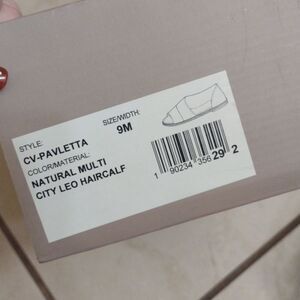 STYLE:
CV-PAVLETTA
SIZE/WIDTH:
9M
COLOR/MATERIAL:
NATURAL MULTI
CITY LEO HAIRCALF
1 90234 35629 2